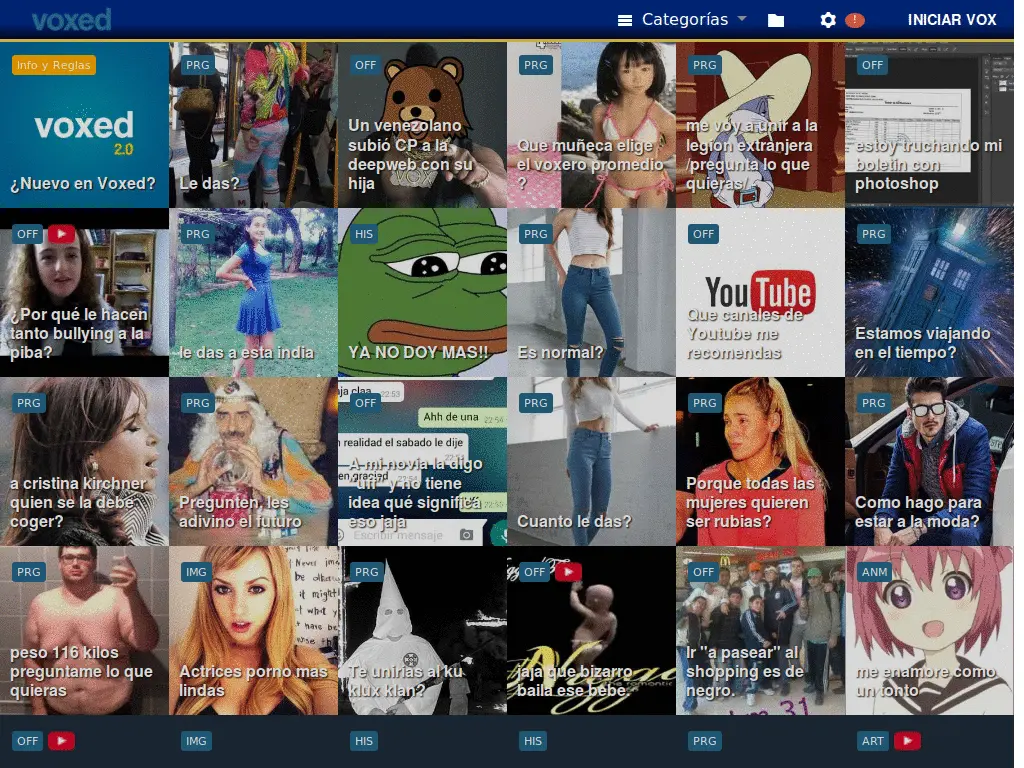 voxed
Categorías
!
INICIAR VOX
Info y Reglas
voxed
2.0
¿Nuevo en Voxed?
PRG
Le das?
OFF
Un venezolano
subió CP a la
deepweb con su
hija
PRG
Que muñeca elige
el voxero promedio
?
PRG
me voy a unir a la
legion extranjera
/pregunta lo que
quieras/
OFF
estoy truchando mi
boletin con
photoshop
OFF
¿Por qué le hacen
tanto bullying a la
piba?
PRG
le das a esta india
HIS
YA NO DOY MAS!!
PRG
Es normal?
OFF
YouTube
Que canales de
Youtube me
recomendas
PRG
Estamos viajando
en el tiempo?
PRG
a cristina kirchner
quien se la debe
coger?
PRG
Pregunten, les
adivino el futuro
OFF
22:53
Ahh de una
realidad el sabado le dije
A mi novia la digo
y no tiene
idea qué significa
eso jaja
Escribir mensaje
PRG
Cuanto le das?
PRG
Porque todas las
mujeres quieren
ser rubias?
PRG
Como hago para
estar a la moda?
PRG
peso 116 kilos
preguntame lo que
quieras
IMG
Actrices porno mas
lindas
PRG
Te unirias al ku
klux klan?
OFF
jaja que bizarro
baila ese bebe.
OFF
Ir "a pasear" al
shopping es de
negro.
31
ANM
me enamore como
un tonto
OFF
IMG
HIS
HIS
PRG
ART